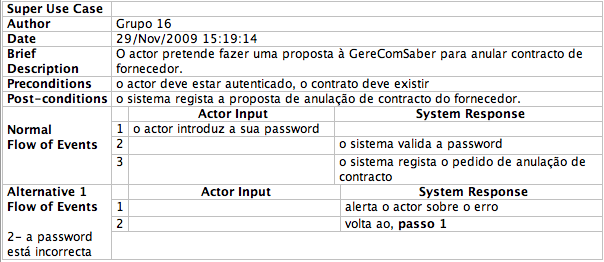 Super Use Case
Author Grupo 16
Date 29/Nov/2009 15:19:14
Brief O actor pretende fazer uma proposta à GereComSaber para anular contracto de
Description fornecedor.
Preconditions o actor deve estar autenticado, o contrato deve existir
Post-conditions o sistema regista a proposta de anulação de contracto do fornecedor.
Actor Input System Response
Normal 1 o actor introduz a sua password
Flow of Events 2 o sistema valida a password
3 o sistema regista o pedido de anulação de
contracto
Alternative 1 Actor Input System Response
Flow of Events 1 alerta o actor sobre o erro
2 volta ao, passo 1
2- a password
está incorrecta